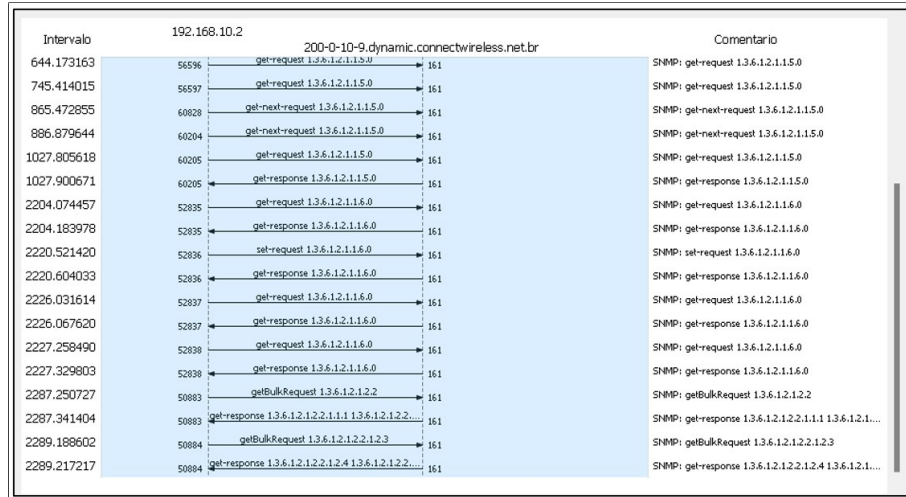 Intervalo 192.168.10.2 200-0-10-9.dynamic.connectwireless.net.br Comentario
644.173163 56596 get-request 1.3.6.1.2.1.1.5.0 161 SNMP: get-request 1.3.6.1.2.1.1.5.0
745.414015 56597 get-request 1.3.6.1.2.1.1.5.0 161 SNMP: get-request 1.3.6.1.2.1.1.5.0
865.472855 60828 get-next-request 1.3.6.1.2.1.1.5.0 161 SNMP: get-next-request 1.3.6.1.2.1.1.5.0
886.879644 60204 get-next-request 1.3.6.1.2.1.1.5.0 161 SNMP: get-next-request 1.3.6.1.2.1.1.5.0
1027.805618 60205 get-request 1.3.6.1.2.1.1.5.0 161 SNMP: get-request 1.3.6.1.2.1.1.5.0
1027.900671 60205 get-response 1.3.6.1.2.1.1.5.0 161 SNMP: get-response 1.3.6.1.2.1.1.5.0
2204.074457 52835 get-request 1.3.6.1.2.1.1.6.0 161 SNMP: get-request 1.3.6.1.2.1.1.6.0
2204.183978 52835 get-response 1.3.6.1.2.1.1.6.0 161 SNMP: get-response 1.3.6.1.2.1.1.6.0
2220.521420 52836 set-request 1.3.6.1.2.1.1.6.0 161 SNMP: set-request 1.3.6.1.2.1.1.6.0
2220.604033 52836 get-response 1.3.6.1.2.1.1.6.0 161 SNMP: get-response 1.3.6.1.2.1.1.6.0
2226.031614 52837 get-request 1.3.6.1.2.1.1.6.0 161 SNMP: get-request 1.3.6.1.2.1.1.6.0
2226.067620 52837 get-response 1.3.6.1.2.1.1.6.0 161 SNMP: get-response 1.3.6.1.2.1.1.6.0
2227.258490 52838 get-request 1.3.6.1.2.1.1.6.0 161 SNMP: get-request 1.3.6.1.2.1.1.6.0
2227.329803 52838 get-response 1.3.6.1.2.1.1.6.0 161 SNMP: get-response 1.3.6.1.2.1.1.6.0
2287.250727 50883 getBulkRequest 1.3.6.1.2.1.2.2 161 SNMP: getBulkRequest 1.3.6.1.2.1.2.2
2287.341404 50883 get-response 1.3.6.1.2.1.2.2.1.1.1 1.3.6.1.2.1.2.2.... 161 SNMP: get-response 1.3.6.1.2.1.2.2.1.1.1 1.3.6.1.2.1....
2289.188602 50884 getBulkRequest 1.3.6.1.2.1.2.2.1.2.3 161 SNMP: getBulkRequest 1.3.6.1.2.1.2.2.1.2.3
2289.217217 50884 get-response 1.3.6.1.2.1.2.2.1.2.4 1.3.6.1.2.1.2.2.... 161 SNMP: get-response 1.3.6.1.2.1.2.2.1.2.4 1.3.6.1.2.1....